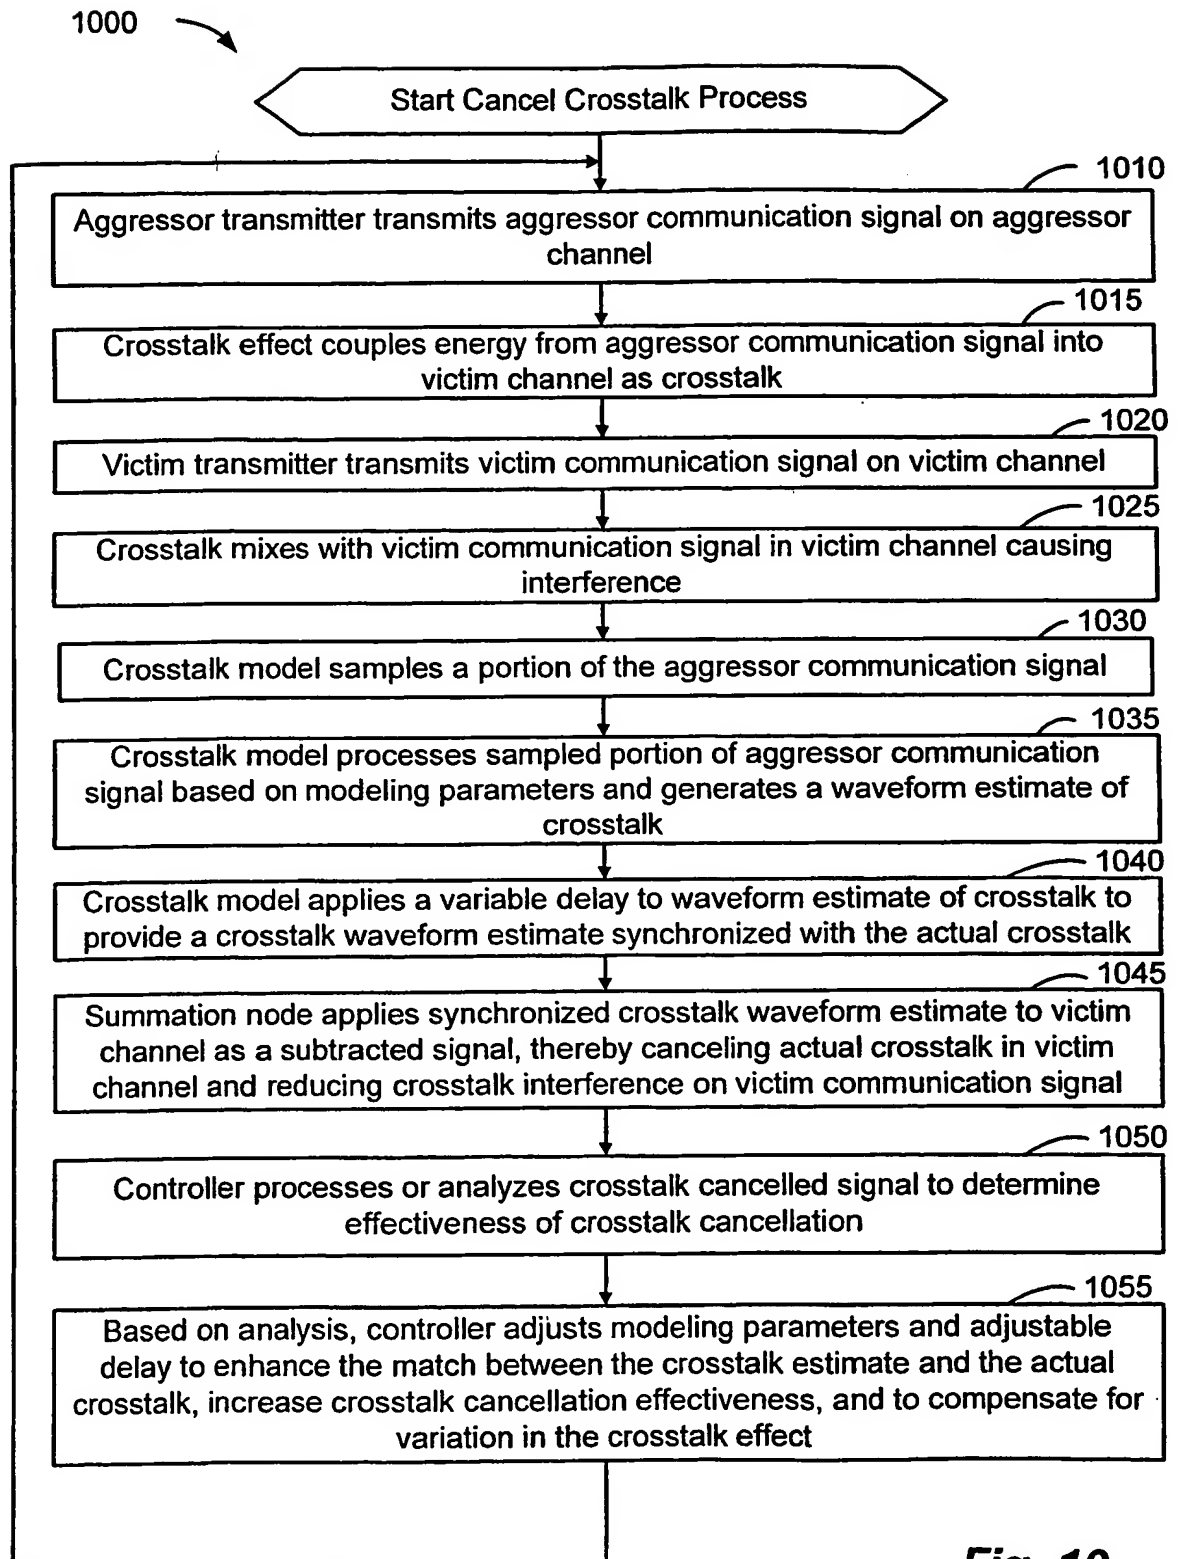 1000
Start Cancel Crosstalk Process
1010
Aggressor transmitter transmits aggressor communication signal on aggressor
channel
1015
Crosstalk effect couples energy from aggressor communication signal into
victim channel as crosstalk
1020
Victim transmitter transmits victim communication signal on victim channel
1025
Crosstalk mixes with victim communication signal in victim channel causing
interference
1030
Crosstalk model samples a portion of the aggressor communication signal
1035
Crosstalk model processes sampled portion of aggressor communication
signal based on modeling parameters and generates a waveform estimate of
crosstalk
1040
Crosstalk model applies a variable delay to waveform estimate of crosstalk to
provide a crosstalk waveform estimate synchronized with the actual crosstalk
1045
Summation node applies synchronized crosstalk waveform estimate to victim
channel as a subtracted signal, thereby canceling actual crosstalk in victim
channel and reducing crosstalk interference on victim communication signal
1050
Controller processes or analyzes crosstalk cancelled signal to determine
effectiveness of crosstalk cancellation
1055
Based on analysis, controller adjusts modeling parameters and adjustable
delay to enhance the match between the crosstalk estimate and the actual
crosstalk, increase crosstalk cancellation effectiveness, and to compensate for
variation in the crosstalk effect
Fig. 10